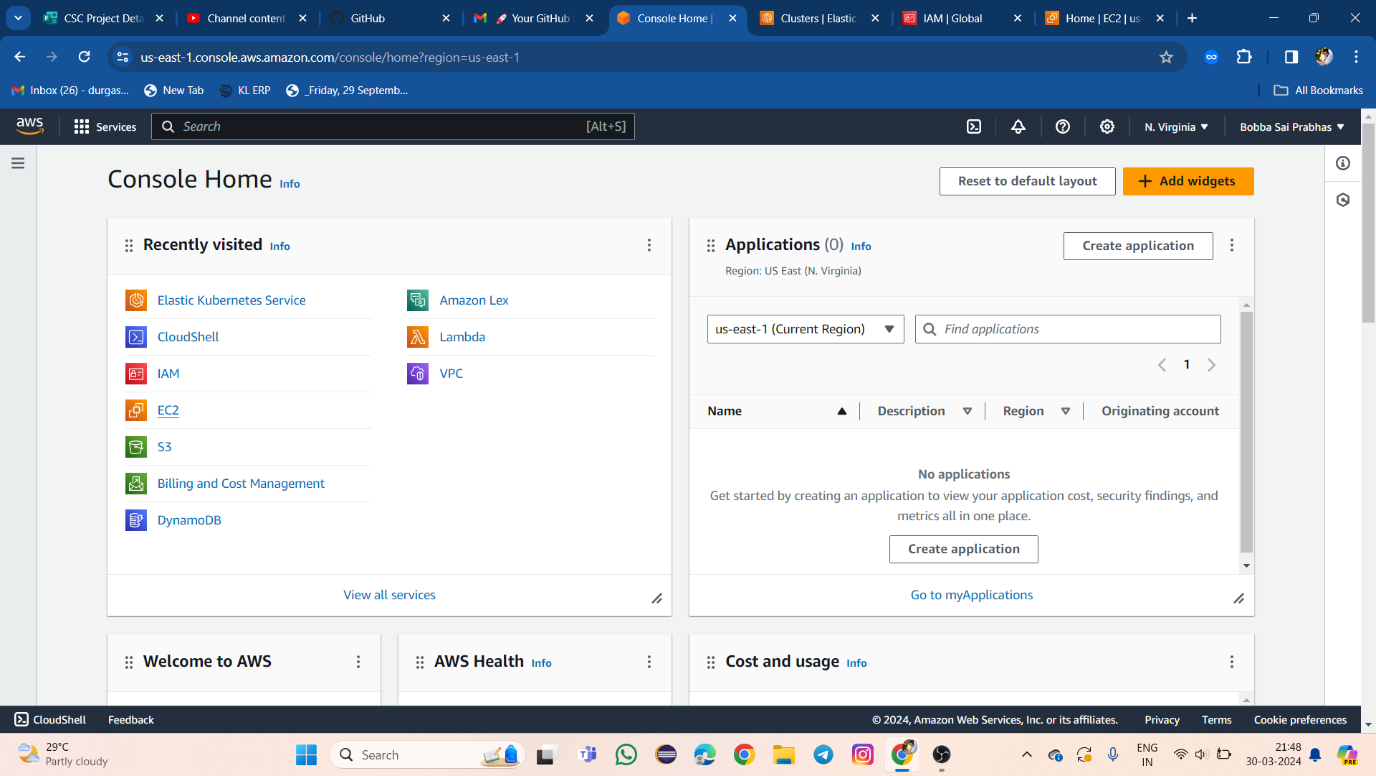 CSC Project Deta
Channel content
GitHub
Your GitHub
Console Home |
Clusters | Elastic
IAM | Global
Home | EC2 | us-
us-east-1.console.aws.amazon.com/console/home?region=us-east-1
Inbox (26) - durgas...
New Tab
KL ERP
_Friday, 29 Septemb...
All Bookmarks
aws
Services
Search
[Alt+S]
N. Virginia
Bobba Sai Prabhas
Console Home Info
Reset to default layout
+ Add widgets
Recently visited Info
Elastic Kubernetes Service
CloudShell
IAM
EC2
S3
Billing and Cost Management
DynamoDB
Amazon Lex
Lambda
VPC
View all services
Applications (0) Info
Region: US East (N. Virginia)
Create application
us-east-1 (Current Region)
Find applications
1
Name
Description
Region
Originating account
No applications
Get started by creating an application to view your application cost, security findings, and
metrics all in one place.
Create application
Go to myApplications
Welcome to AWS
AWS Health Info
Cost and usage Info
CloudShell
Feedback
© 2024, Amazon Web Services, Inc. or its affiliates.
Privacy
Terms
Cookie preferences
29°C
Partly cloudy
Search
ENG
IN
21:48
30-03-2024
PRE